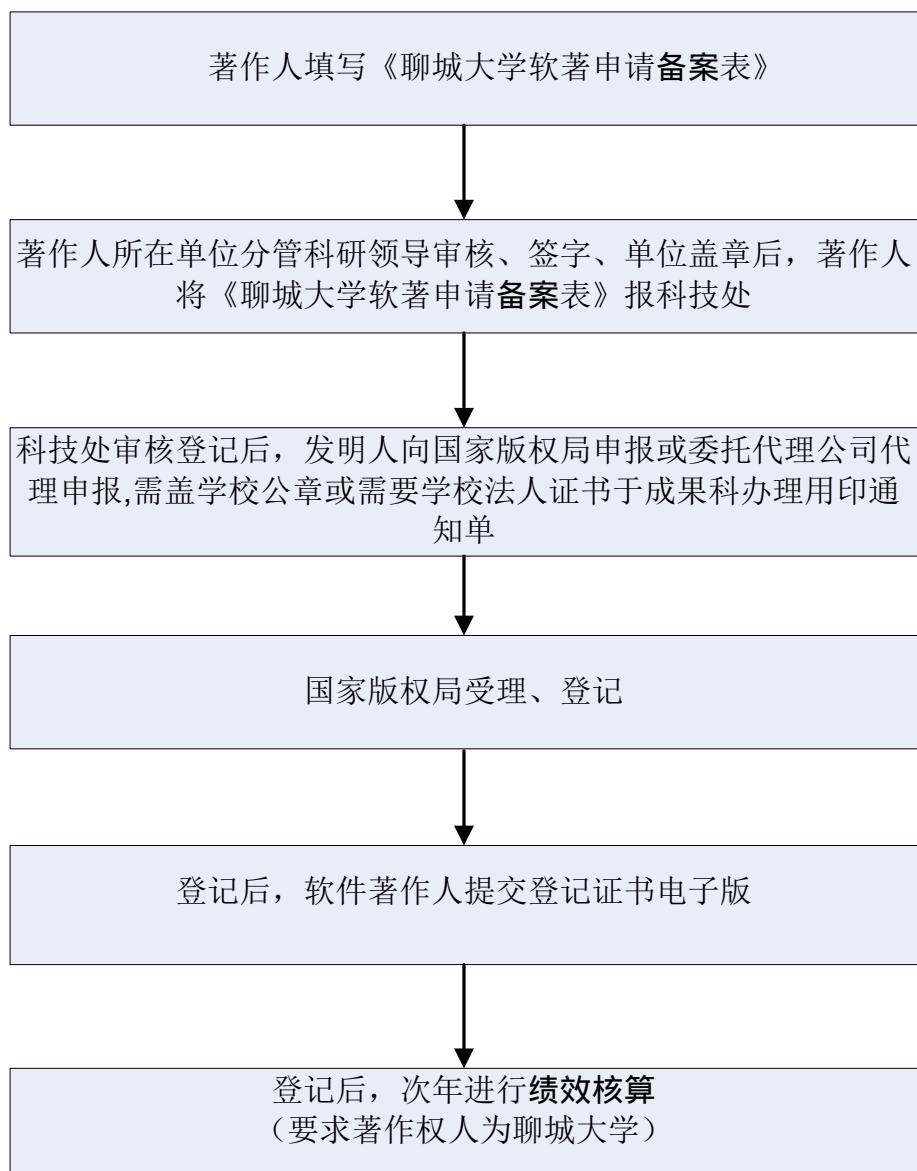 著作人填写《聊城大学软著申请备案表》
著作人所在单位分管科研领导审核、签字、单位盖章后，著作人
将《聊城大学软著申请备案表》报科技处
科技处审核登记后，发明人向国家版权局申报或委托代理公司代
理申报,需盖学校公章或需要学校法人证书于成果科办理用印通
知单
国家版权局受理、登记
登记后，软件著作人提交登记证书电子版
登记后，次年进行绩效核算
（要求著作权人为聊城大学）